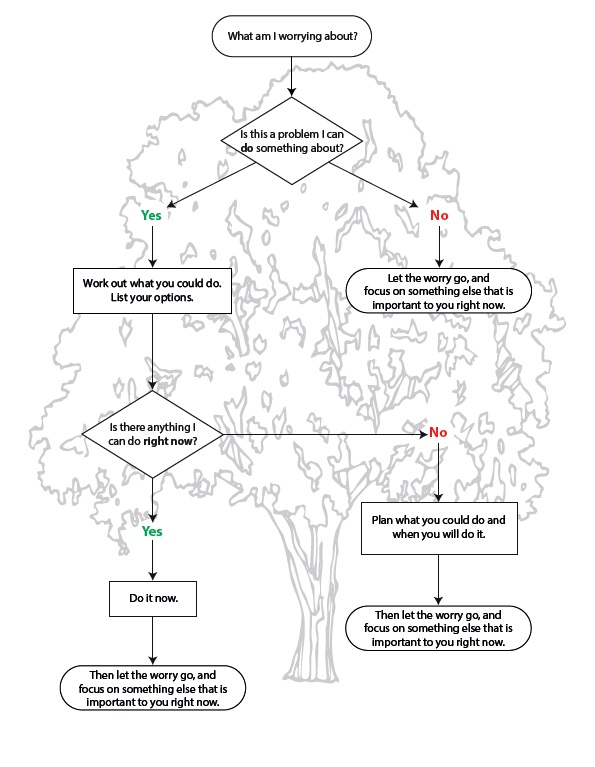 What am I worrying about?
Is this a problem I can
do something about?
Yes
No
Work out what you could do.
List your options.
Let the worry go, and
focus on something else that is
important to you right now.
Is there anything I
can do right now?
No
Yes
Plan what you could do and
when you will do it.
Do it now.
Then let the worry go, and
focus on something else that is
important to you right now.
Then let the worry go, and
focus on something else that is
important to you right now.